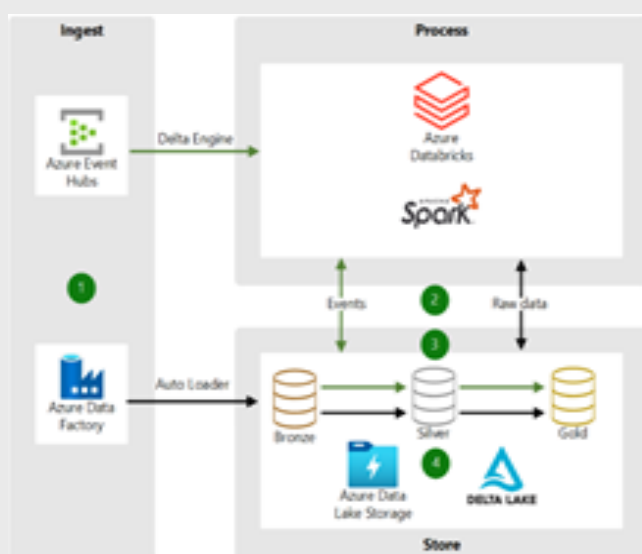 Ingest
Process
Azure Event
Hubs
Delta Engine
Azure
Databricks
APACHE
Spark
1
Events
2
Raw data
3
Azure Data
Factory
Auto Loader
Bronze
Silver
Gold
4
Azure Data
Lake Storage
DELTA LAKE
Store